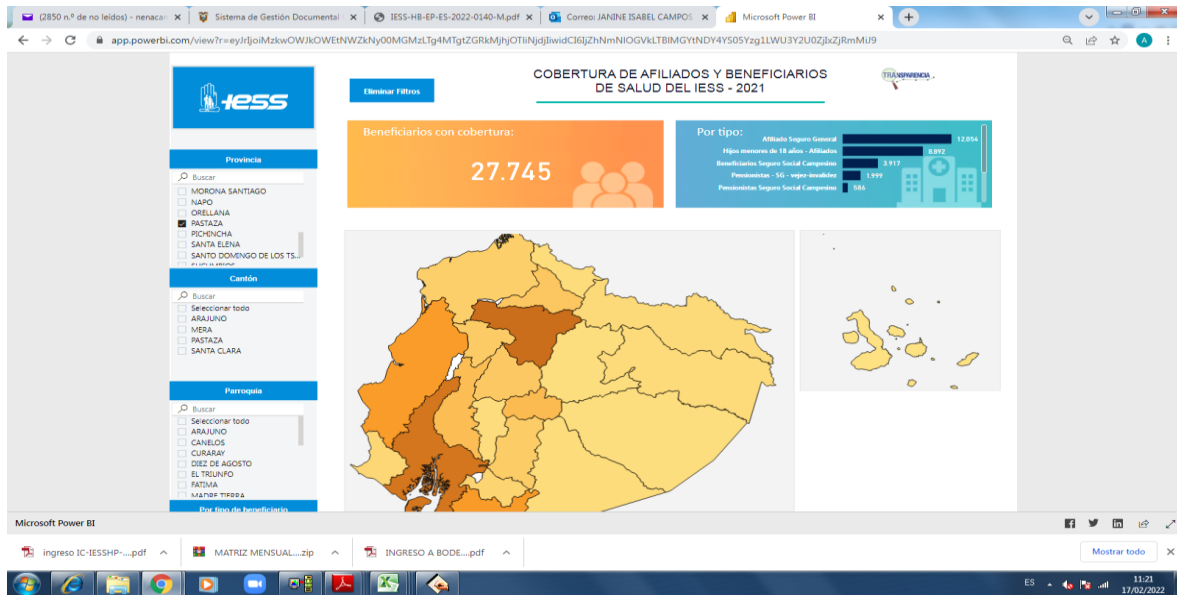 (2850 n.º de no leídos) - nenacar
Sistema de Gestión Documental
IESS-HB-EP-ES-2022-0140-M.pdf
Correo: JANINE ISABEL CAMPOS
Microsoft Power BI
IESS
Eliminar Filtros
COBERTURA DE AFILIADOS Y BENEFICIARIOS
DE SALUD DEL IESS - 2021
TRANSPARENCIA
Beneficiarios con cobertura:
27.745
Por tipo:
Afiliado Seguro General 12.054
Hijos menores de 18 años - Afiliados 8.892
Beneficiarios Seguro Social Campesino 3.917
Pensionistas - SG - vejez-invalidez 1.999
Pensionistas Seguro Social Campesino 586
Provincia
Buscar
MORONA SANTIAGO
NAPO
ORELLANA
PASTAZA
PICHINCHA
SANTA ELENA
SANTO DOMINGO DE LOS TS...
SUCUMBIOS
Cantón
Buscar
Seleccionar todo
ARAJUNO
MERA
PASTAZA
SANTA CLARA
Parroquia
Buscar
Seleccionar todo
ARAJUNO
CANELOS
CURARAY
DIEZ DE AGOSTO
EL TRIUNFO
FATIMA
MADRE TIERRA
Por tipo de beneficiario
Microsoft Power BI
ingreso IC-IESSHP-....pdf
MATRIZ MENSUAL....zip
INGRESO A BODE....pdf
Mostrar todo
ES
11:21
17/02/2022